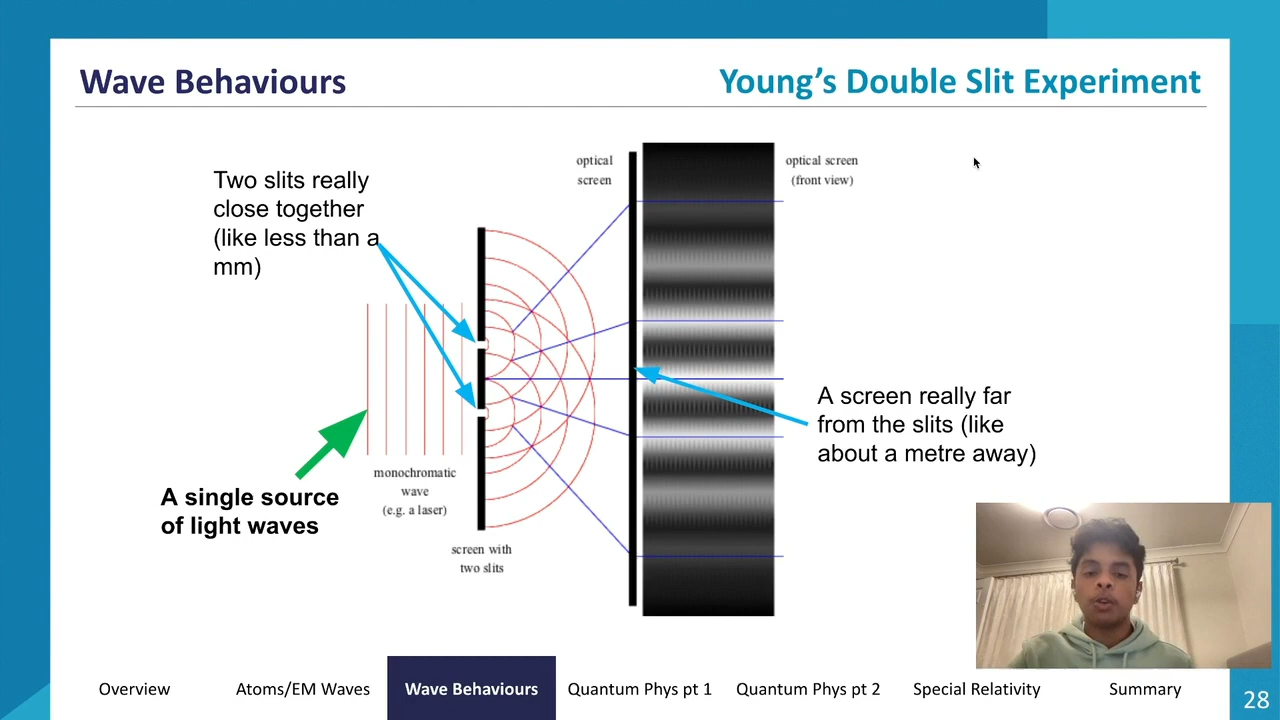 Wave Behaviours
Young's Double Slit Experiment
Two slits really
close together
(like less than a
mm)
optical
screen
optical screen
(front view)
A screen really far
from the slits (like
about a metre away)
A single source
of light waves
monochromatic
wave
(e.g. a laser)
screen with
two slits
Overview
Atoms/EM Waves
Wave Behaviours
Quantum Phys pt 1
Quantum Phys pt 2
Special Relativity
Summary
28